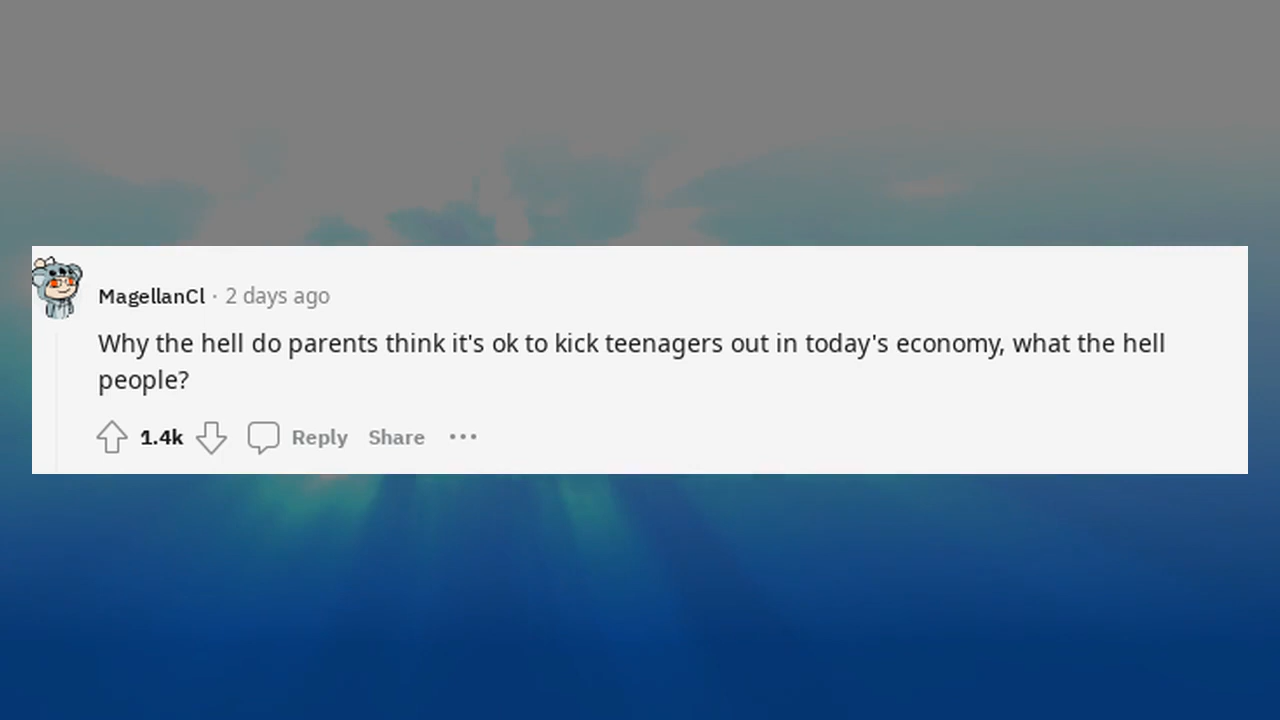 MagellanCl · 2 days ago
Why the hell do parents think it's ok to kick teenagers out in today's economy, what the hell
people?
1.4k Reply Share ···